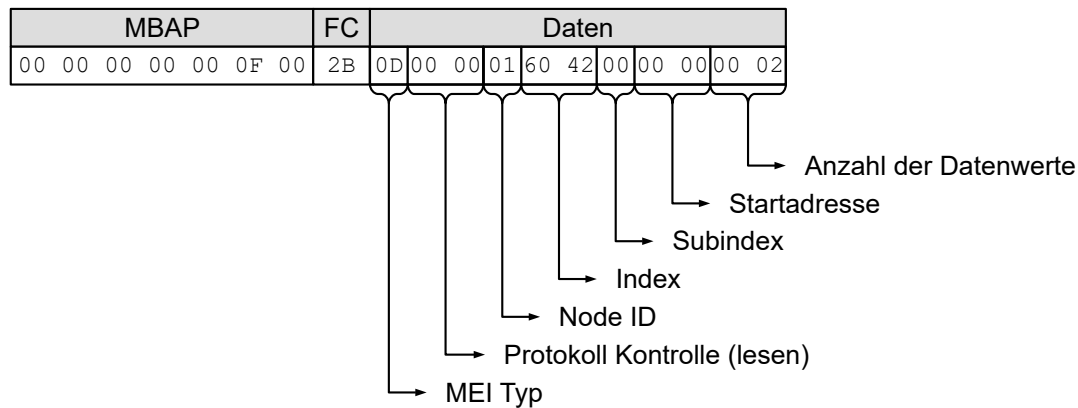 MBAP FC Daten
00 00 00 00 00 0F 00 2B 0D 00 00 01 60 42 00 00 00 00 02
Anzahl der Datenwerte
Startadresse
Subindex
Index
Node ID
Protokoll Kontrolle (lesen)
MEI Typ